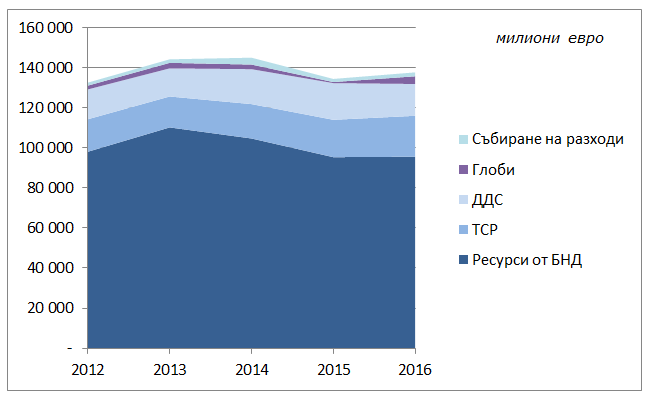 160 000
140 000
120 000
100 000
80 000
60 000
40 000
20 000
-
2012 2013 2014 2015 2016
милиони евро
Събиране на разходи
Глоби
ДДС
ТСР
Ресурси от БНД